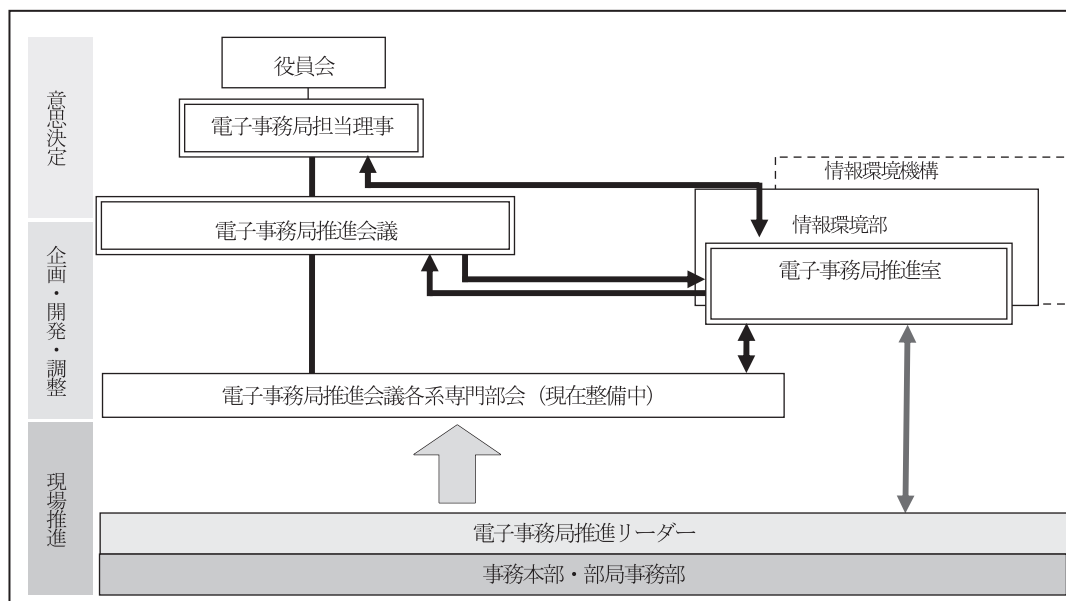 意思決定
役員会
電子事務局担当理事
情報環境機構
電子事務局推進会議
情報環境部
企画・開発・調整
電子事務局推進室
電子事務局推進会議各系専門部会（現在整備中）
現場推進
電子事務局推進リーダー
事務本部・部局事務部